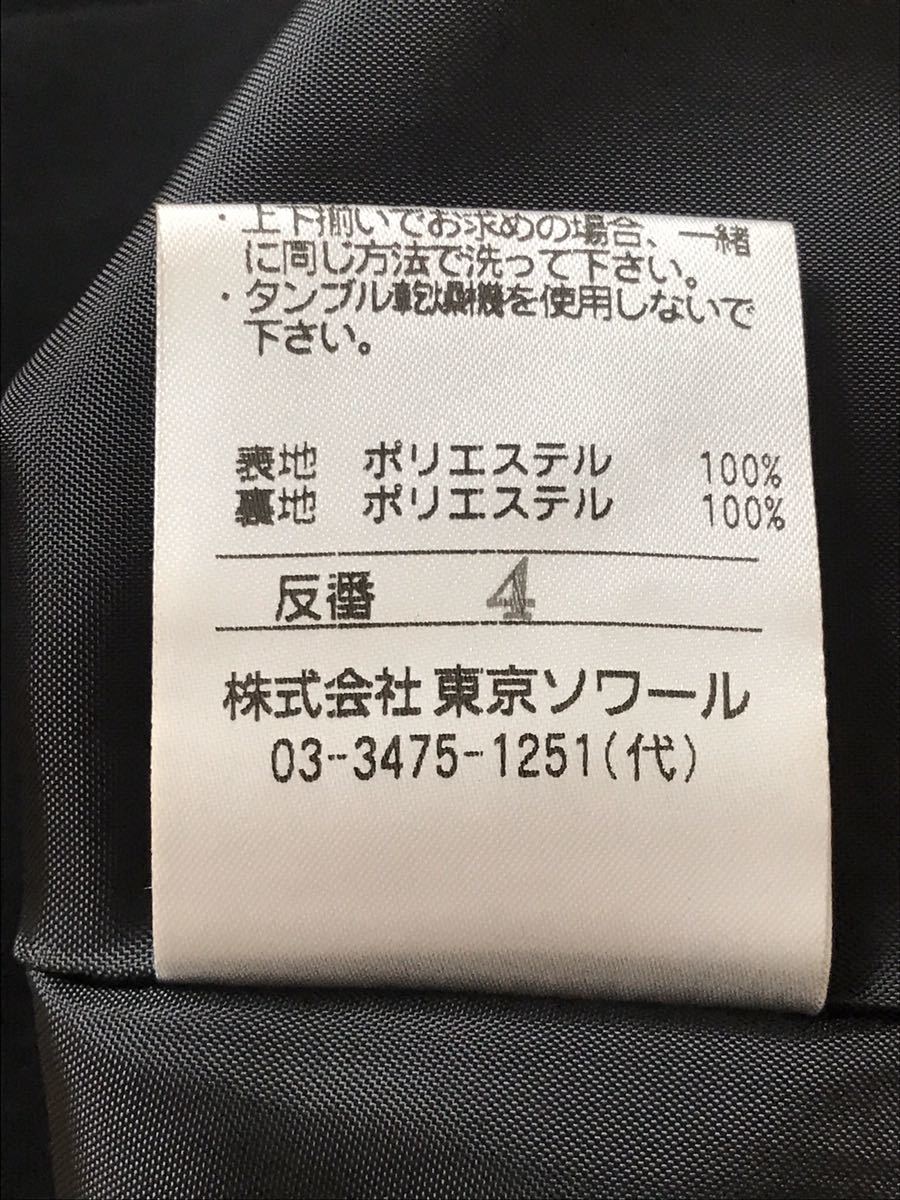 ・上下揃いでお求めの場合、一緒
に同じ方法で洗って下さい。
・タンブル乾燥機を使用しないで
下さい。
表地 ポリエステル 100%
裏地 ポリエステル 100%
反番 4
株式会社 東京ソワール
03-3475-1251(代)